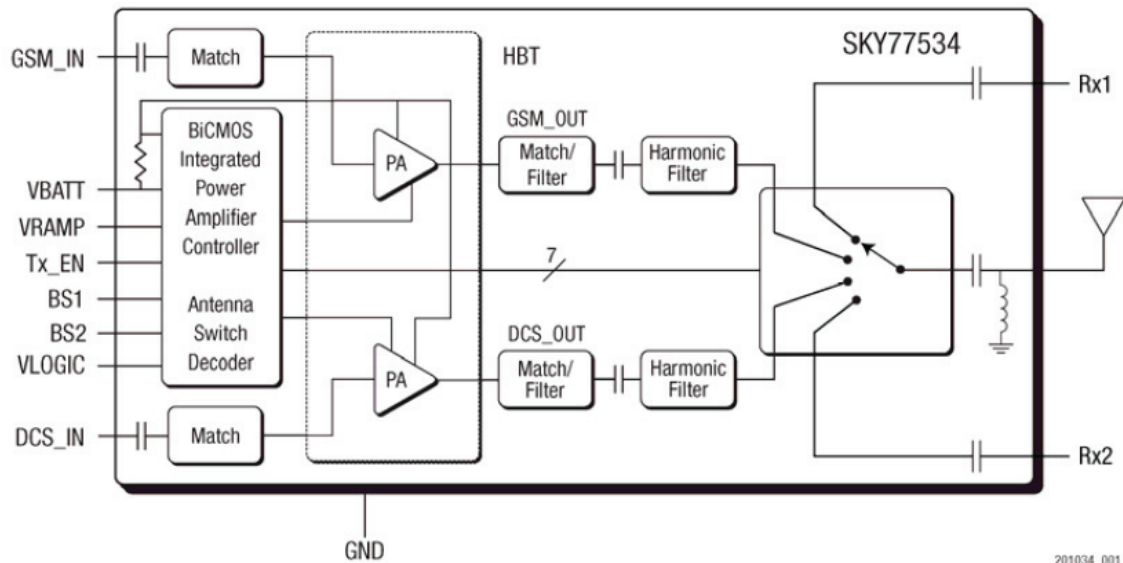 GSM_IN
Match
HBT
SKY77534
Rx1
BiCMOS
Integrated
Power
Amplifier
Controller
Antenna
Switch
Decoder
VBATT
VRAMP
Tx_EN
BS1
BS2
VLOGIC
PA
GSM_OUT
Match/
Filter
Harmonic
Filter
7
DCS_OUT
PA
Match/
Filter
Harmonic
Filter
DCS_IN
Match
Rx2
GND
201034_001